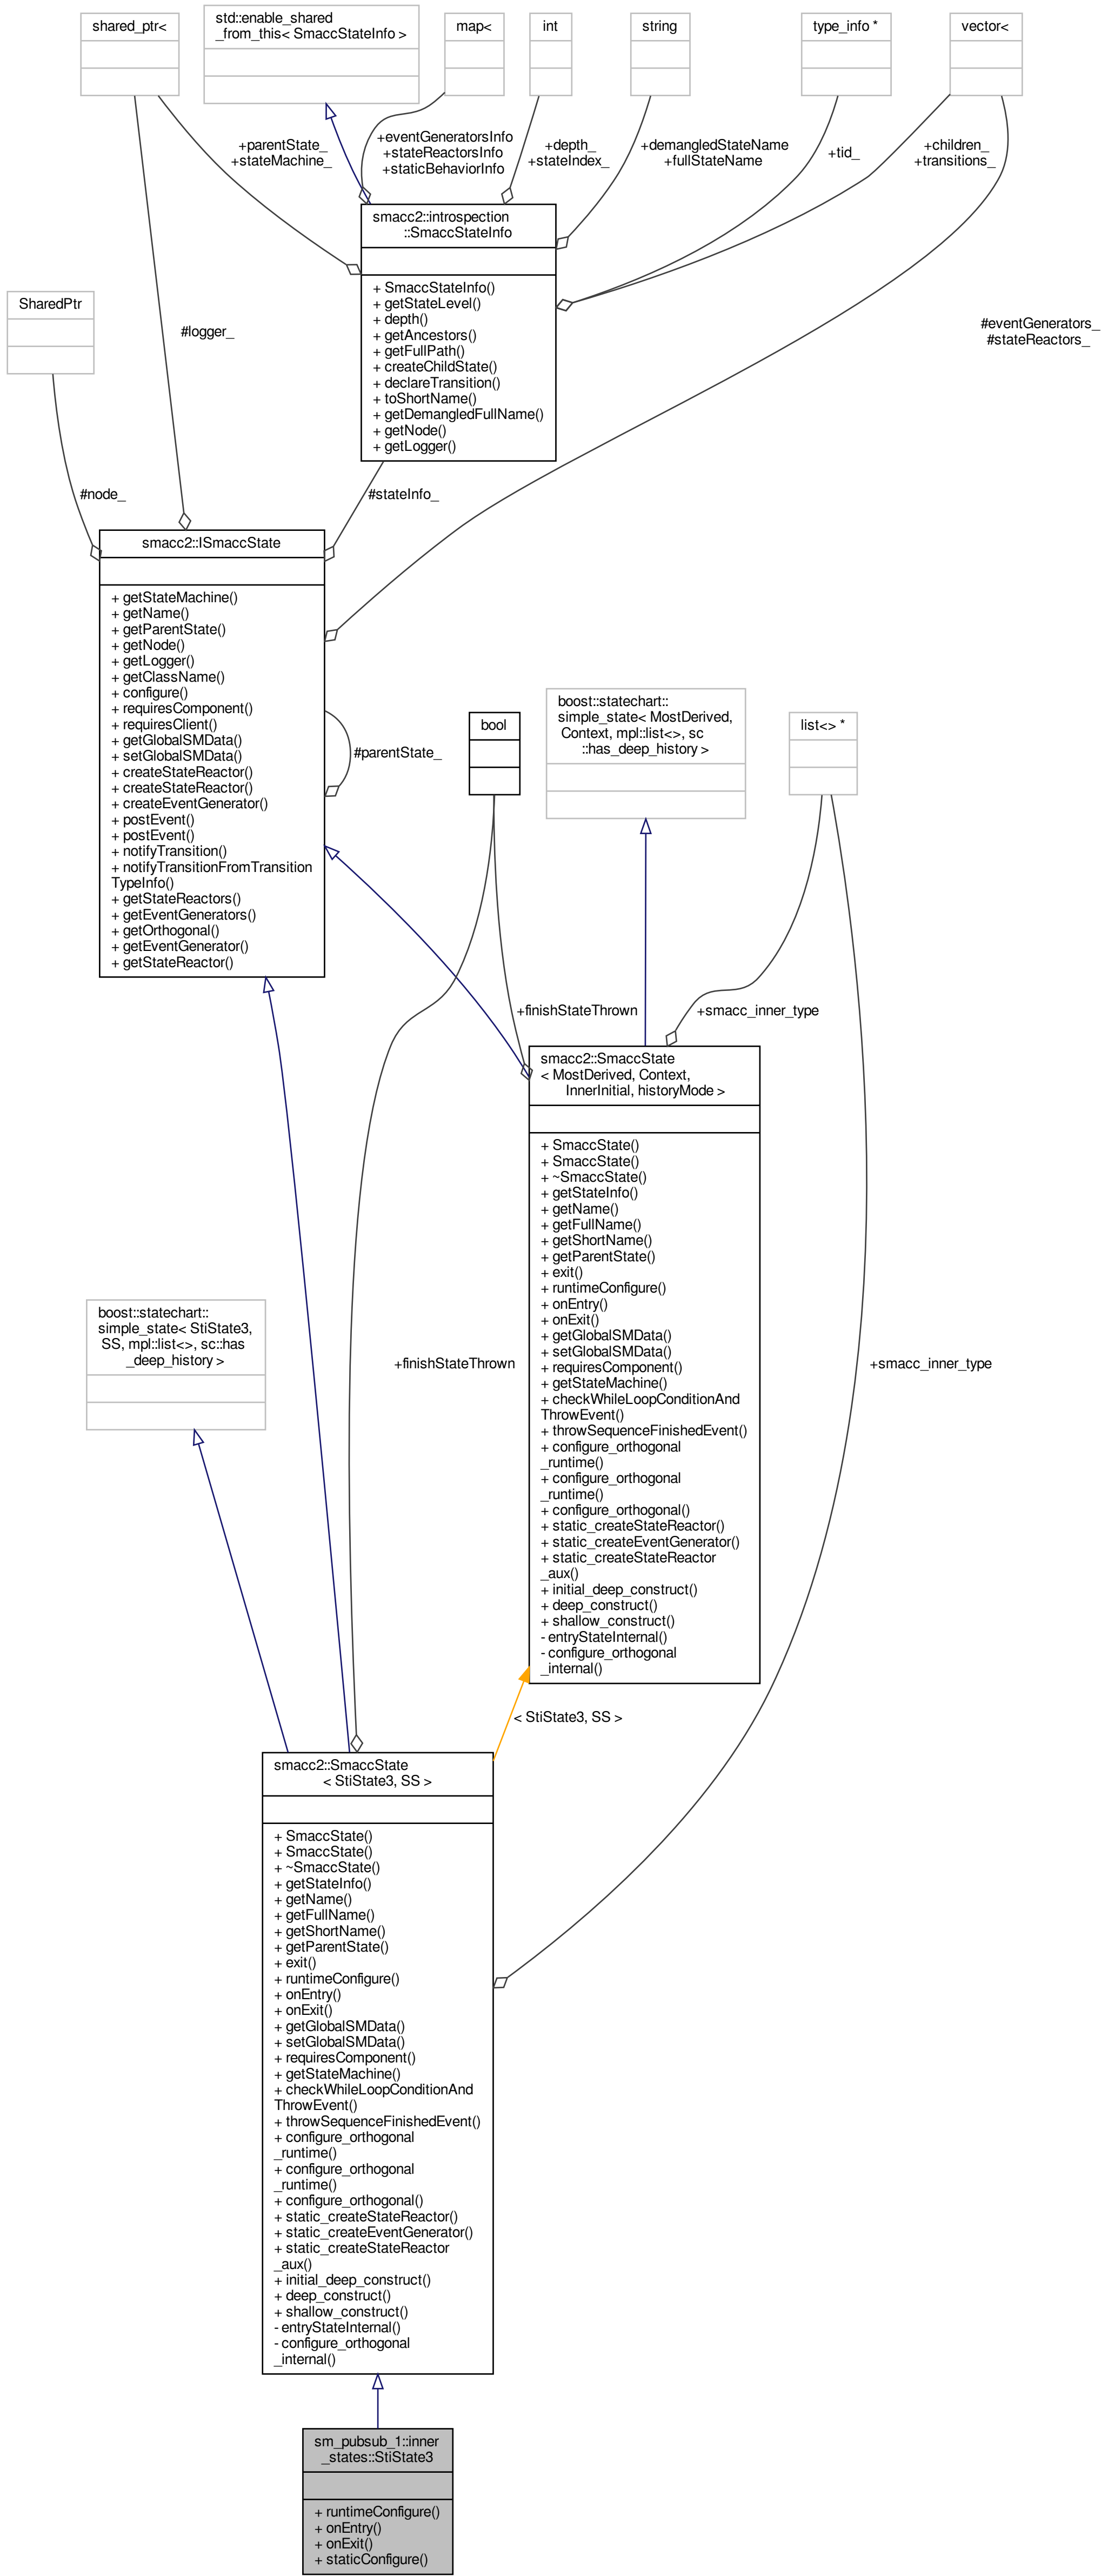 shared_ptr<
std::enable_shared
_from_this< SmaccStateInfo >
map<
int
string
type_info *
vector<
+parentState_
+stateMachine_
+eventGeneratorsInfo
+stateReactorsInfo
+staticBehaviorInfo
+depth_
+stateIndex_
+demangledStateName
+fullStateName
+tid_
+children_
+transitions_
smacc2::introspection
::SmaccStateInfo
+ SmaccStateInfo()
+ getStateLevel()
+ depth()
+ getAncestors()
+ getFullPath()
+ createChildState()
+ declareTransition()
+ toShortName()
+ getDemangledFullName()
+ getNode()
+ getLogger()
SharedPtr
#logger_
#eventGenerators_
#stateReactors_
#node_
#stateInfo_
smacc2::ISmaccState
+ getStateMachine()
+ getName()
+ getParentState()
+ getNode()
+ getLogger()
+ getClassName()
+ configure()
+ requiresComponent()
+ requiresClient()
+ getGlobalSMData()
+ setGlobalSMData()
+ createStateReactor()
+ createStateReactor()
+ createEventGenerator()
+ postEvent()
+ postEvent()
+ notifyTransition()
+ notifyTransitionFromTransition
TypeInfo()
+ getStateReactors()
+ getEventGenerators()
+ getOrthogonal()
+ getEventGenerator()
+ getStateReactor()
#parentState_
bool
boost::statechart::
simple_state< MostDerived,
Context, mpl::list<>, sc
::has_deep_history >
list<> *
+finishStateThrown
+smacc_inner_type
smacc2::SmaccState
< MostDerived, Context,
InnerInitial, historyMode >
+ SmaccState()
+ SmaccState()
+ ~SmaccState()
+ getStateInfo()
+ getName()
+ getFullName()
+ getShortName()
+ getParentState()
+ exit()
+ runtimeConfigure()
+ onEntry()
+ onExit()
+ getGlobalSMData()
+ setGlobalSMData()
+ requiresComponent()
+ getStateMachine()
+ checkWhileLoopConditionAnd
ThrowEvent()
+ throwSequenceFinishedEvent()
+ configure_orthogonal
_runtime()
+ configure_orthogonal
_runtime()
+ configure_orthogonal()
+ static_createStateReactor()
+ static_createEventGenerator()
+ static_createStateReactor
_aux()
+ initial_deep_construct()
+ deep_construct()
+ shallow_construct()
- entryStateInternal()
- configure_orthogonal
_internal()
boost::statechart::
simple_state< StiState3,
SS, mpl::list<>, sc::has
_deep_history >
+finishStateThrown
+smacc_inner_type
< StiState3, SS >
smacc2::SmaccState
< StiState3, SS >
+ SmaccState()
+ SmaccState()
+ ~SmaccState()
+ getStateInfo()
+ getName()
+ getFullName()
+ getShortName()
+ getParentState()
+ exit()
+ runtimeConfigure()
+ onEntry()
+ onExit()
+ getGlobalSMData()
+ setGlobalSMData()
+ requiresComponent()
+ getStateMachine()
+ checkWhileLoopConditionAnd
ThrowEvent()
+ throwSequenceFinishedEvent()
+ configure_orthogonal
_runtime()
+ configure_orthogonal
_runtime()
+ configure_orthogonal()
+ static_createStateReactor()
+ static_createEventGenerator()
+ static_createStateReactor
_aux()
+ initial_deep_construct()
+ deep_construct()
+ shallow_construct()
- entryStateInternal()
- configure_orthogonal
_internal()
sm_pubsub_1::inner
_states::StiState3
+ runtimeConfigure()
+ onEntry()
+ onExit()
+ staticConfigure()